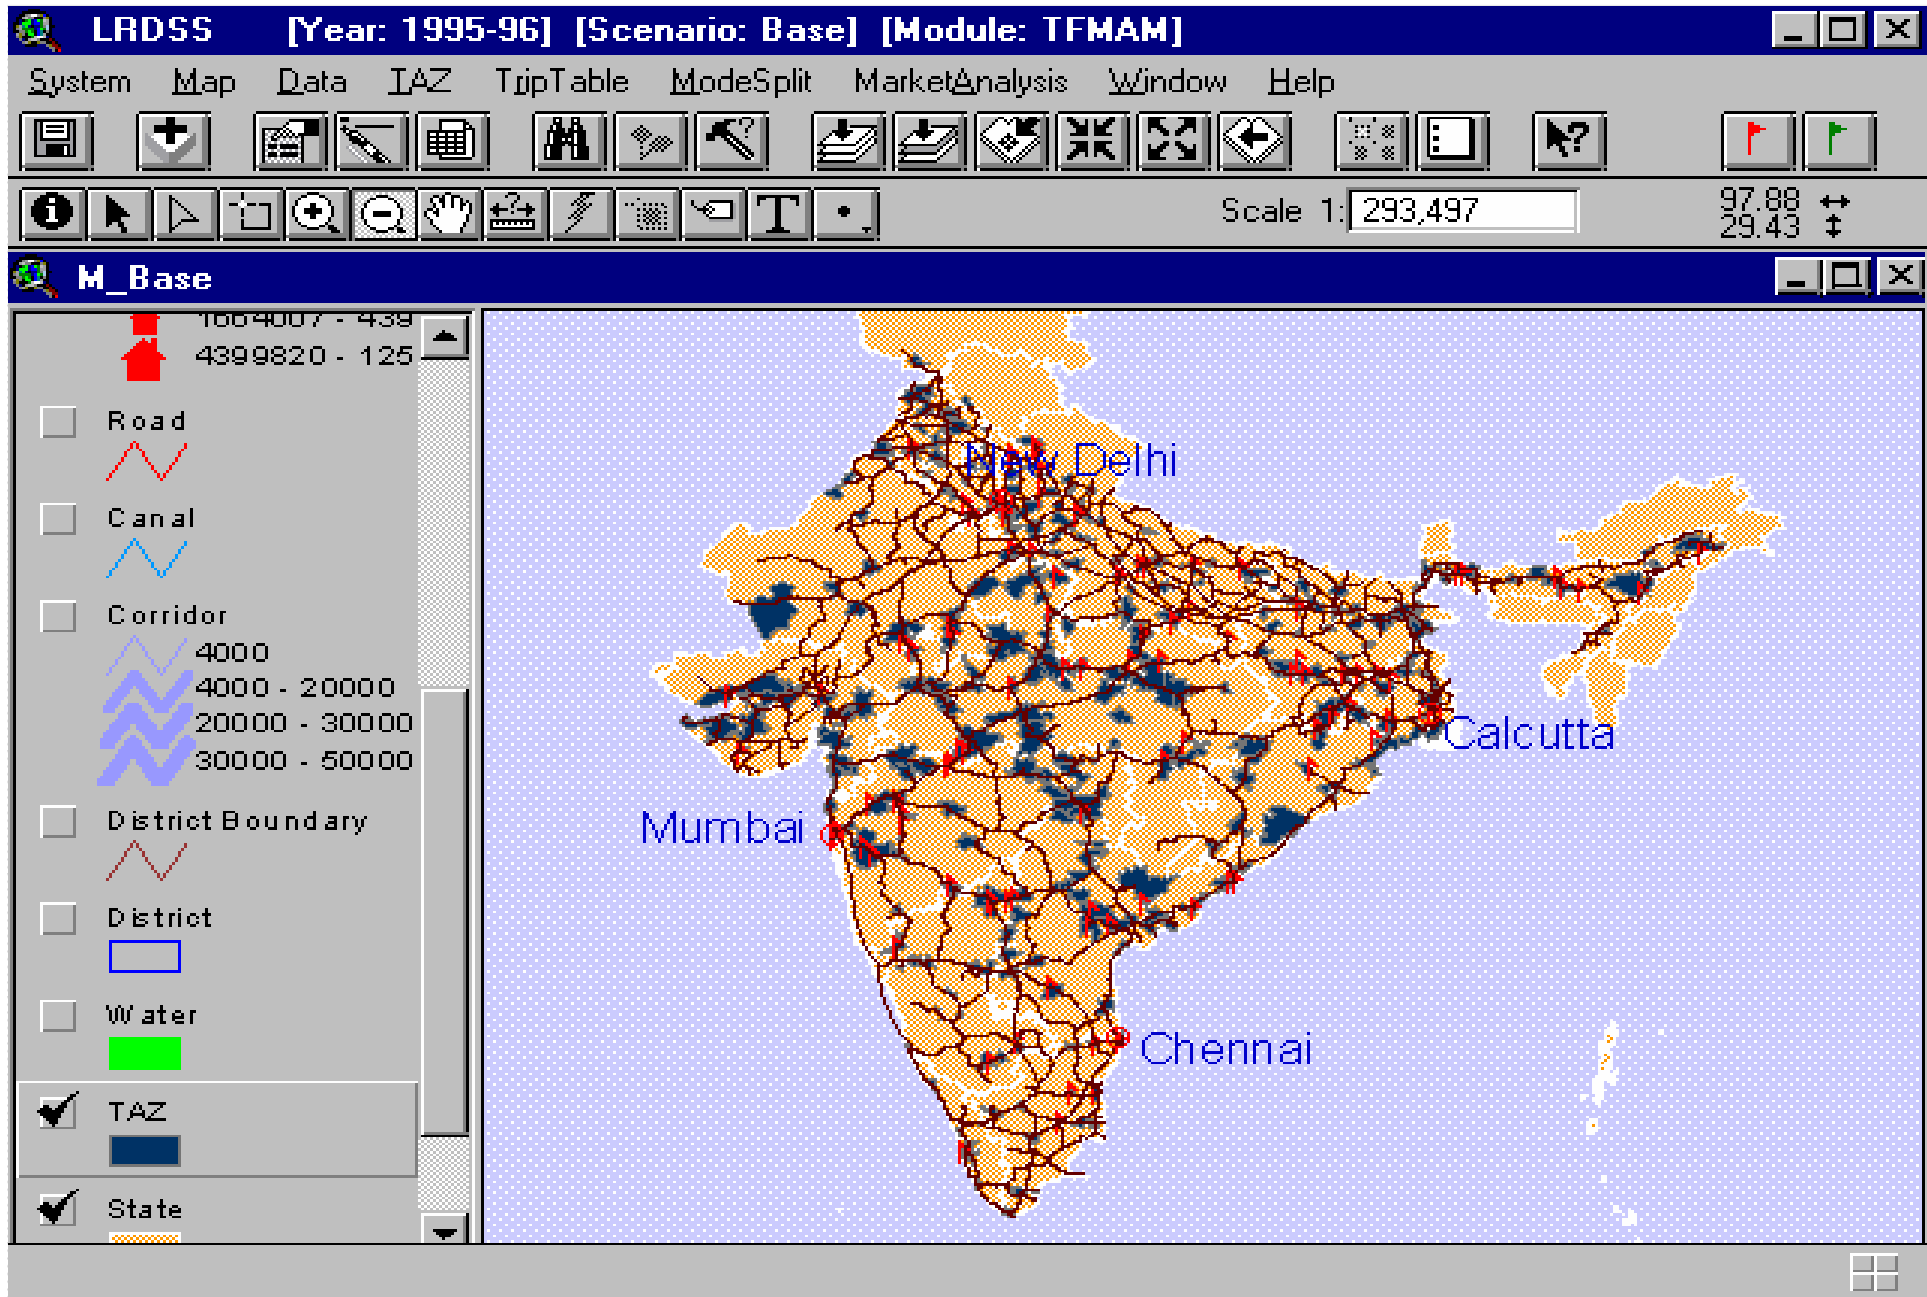 LRDSS [Year: 1995-96] [Scenario: Base] [Module: TFMAM]
System Map Data TAZ TripTable ModeSplit MarketAnalysis Window Help
Scale 1: 293,497
97.88
29.43
M_Base
1664007 - 439
4399820 - 125
Road
Canal
Corridor
4000
4000 - 20000
20000 - 30000
30000 - 50000
District Boundary
District
Water
TAZ
State
New Delhi
Calcutta
Mumbai
Chennai